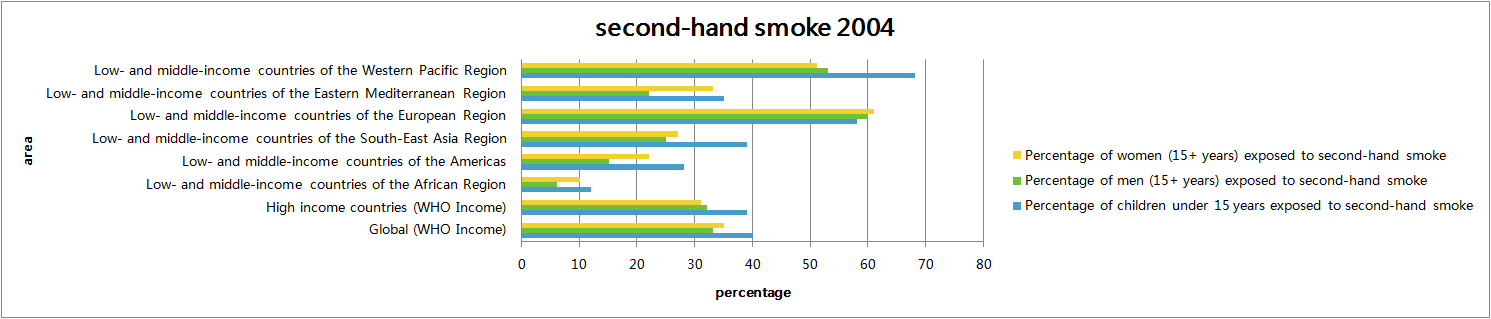 second-hand smoke 2004
area
Low- and middle-income countries of the Western Pacific Region
Low- and middle-income countries of the Eastern Mediterranean Region
Low- and middle-income countries of the European Region
Low- and middle-income countries of the South-East Asia Region
Low- and middle-income countries of the Americas
Low- and middle-income countries of the African Region
High income countries (WHO Income)
Global (WHO Income)
0 10 20 30 40 50 60 70 80
percentage
Percentage of women (15+ years) exposed to second-hand smoke
Percentage of men (15+ years) exposed to second-hand smoke
Percentage of children under 15 years exposed to second-hand smoke